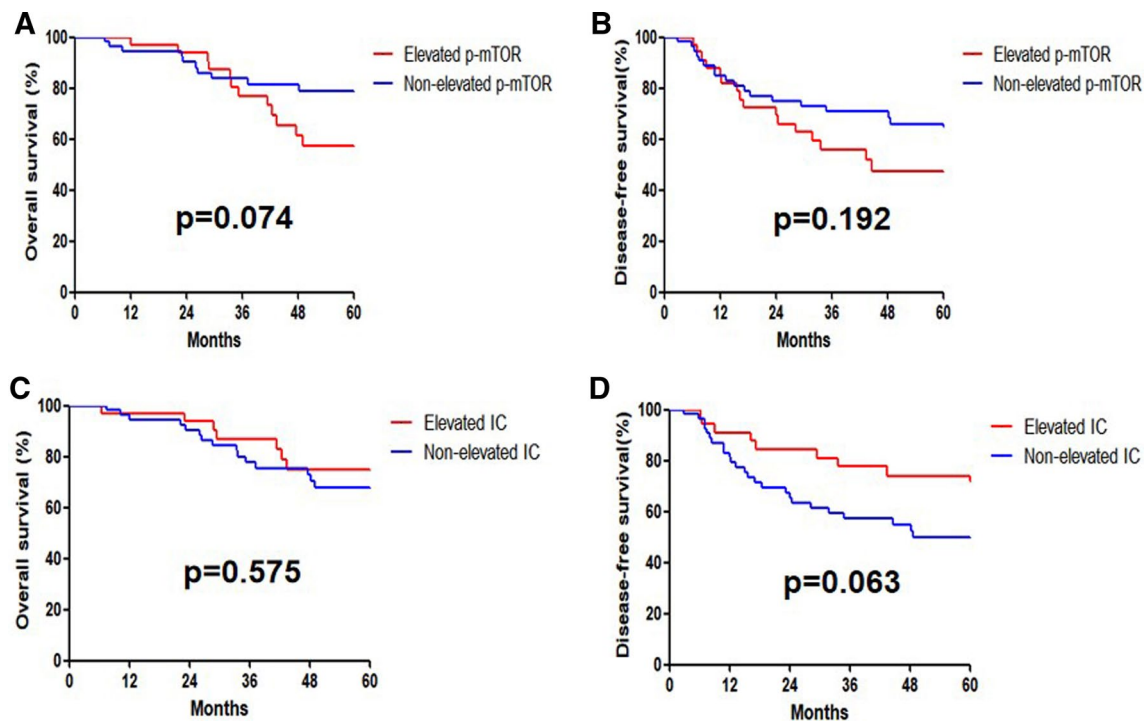 A
Overall survival (%)
100
80
60
40
20
0
0 12 24 36 48 60
Months
Elevated p-mTOR
Non-elevated p-mTOR
p=0.074
B
Disease-free survival(%)
100
80
60
40
20
0
0 12 24 36 48 60
Months
Elevated p-mTOR
Non-elevated p-mTOR
p=0.192
C
Overall survival (%)
100
80
60
40
20
0
0 12 24 36 48 60
Months
Elevated IC
Non-elevated IC
p=0.575
D
Disease-free survival(%)
100
80
60
40
20
0
0 12 24 36 48 60
Months
Elevated IC
Non-elevated IC
p=0.063